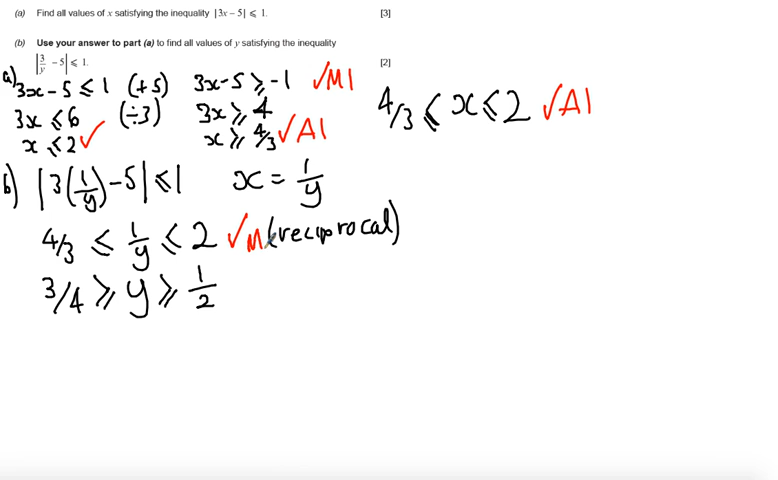 (a) Find all values of x satisfying the inequality |3x – 5| ⩽ 1. [3]
(b) Use your answer to part (a) to find all values of y satisfying the inequality
|3/y – 5| ⩽ 1. [2]
a) 3x - 5 ⩽ 1 (+5) 3x - 5 ⩾ -1 √M1
3x ⩽ 6 (÷3) 3x ⩾ 4
x ⩽ 2 ✓ x ⩾ 4/3 √A1
4/3 ⩽ x ⩽ 2 √A1
b) |3(1/y) - 5| ⩽ 1 x = 1/y
4/3 ⩽ 1/y ⩽ 2 √M (reciprocal)
3/4 ⩾ y ⩾ 1/2